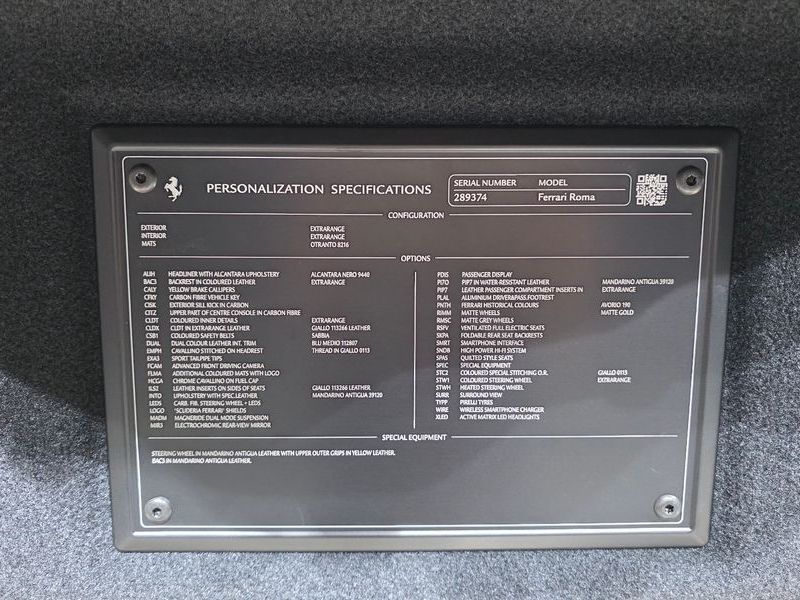 PERSONALIZATION SPECIFICATIONS
SERIAL NUMBER MODEL
289374 Ferrari Roma
CONFIGURATION
EXTERIOR EXTRARANGE
INTERIOR EXTRARANGE
MATS OTRANTO 8216
OPTIONS
ALIH HEADLINER WITH ALCANTARA UPHOLSTERY ALCANTARA NERO 9440
BAC3 BACKREST IN COLOURED LEATHER EXTRARANGE
CALY YELLOW BRAKE CALLIPERS
CFKY CARBON FIBRE VEHICLE KEY
CISK EXTERIOR SILL KICK IN CARBON
CITZ UPPER PART OF CENTRE CONSOLE IN CARBON FIBRE
CLDT COLOURED INNER DETAILS EXTRARANGE
CLDX CLDT IN EXTRARANGE LEATHER GIALLO 113266 LEATHER
CSB1 COLOURED SAFETY BELTS SABBIA
DUAL DUAL COLOUR LEATHER INT. TRIM BLU MEDIO 112807
EMPH CAVALLINO STITCHED ON HEADREST THREAD IN GIALLO 0113
EXA3 SPORT TAILPIPE TIPS
FCAM ADVANCED FRONT DRIVING CAMERA
FLMA ADDITIONAL COLOURED MATS WITH LOGO
HCGA CHROME CAVALLINO ON FUEL CAP
ILS2 LEATHER INSERTS ON SIDES OF SEATS GIALLO 113266 LEATHER
INTO UPHOLSTERY WITH SPEC.LEATHER MANDARINO ANTIGUA 39120
LEDS CARB. FIB. STEERING WHEEL + LEDS
LOGO "SCUDERIA FERRARI" SHIELDS
MADM MAGNERIDE DUAL MODE SUSPENSION
MIR3 ELECTROCHROMIC REAR-VIEW MIRROR
PDIS PASSENGER DISPLAY
PI70 PIP7 IN WATER-RESISTANT LEATHER MANDARINO ANTIGUA 39120
PIP7 LEATHER PASSENGER COMPARTMENT INSERTS IN EXTRARANGE
PLAL ALUMINIUM DRIVER&PASS.FOOTREST
PNTH FERRARI HISTORICAL COLOURS AVORIO 190
RIMM MATTE WHEELS MATTE GOLD
RMSC MATTE GREY WHEELS
RSFV VENTILATED FULL ELECTRIC SEATS
SKPA FOLDABLE REAR SEAT BACKRESTS
SMRT SMARTPHONE INTERFACE
SNDB HIGH POWER HI-FI SYSTEM
SPAS QUILTED STYLE SEATS
SPEC SPECIAL EQUIPMENT
STC2 COLOURED SPECIAL STITCHING O.R. GIALLO 0113
STW1 COLOURED STEERING WHEEL EXTRARANGE
STWH HEATED STEERING WHEEL
SURR SURROUND VIEW
TYPP PIRELLI TYRES
WIRE WIRELESS SMARTPHONE CHARGER
XLED ACTIVE MATRIX LED HEADLIGHTS
SPECIAL EQUIPMENT
STEERING WHEEL IN MANDARINO ANTIGUA LEATHER WITH UPPER OUTER GRIPS IN YELLOW LEATHER.
BAC3 IN MANDARINO ANTIGUA LEATHER.